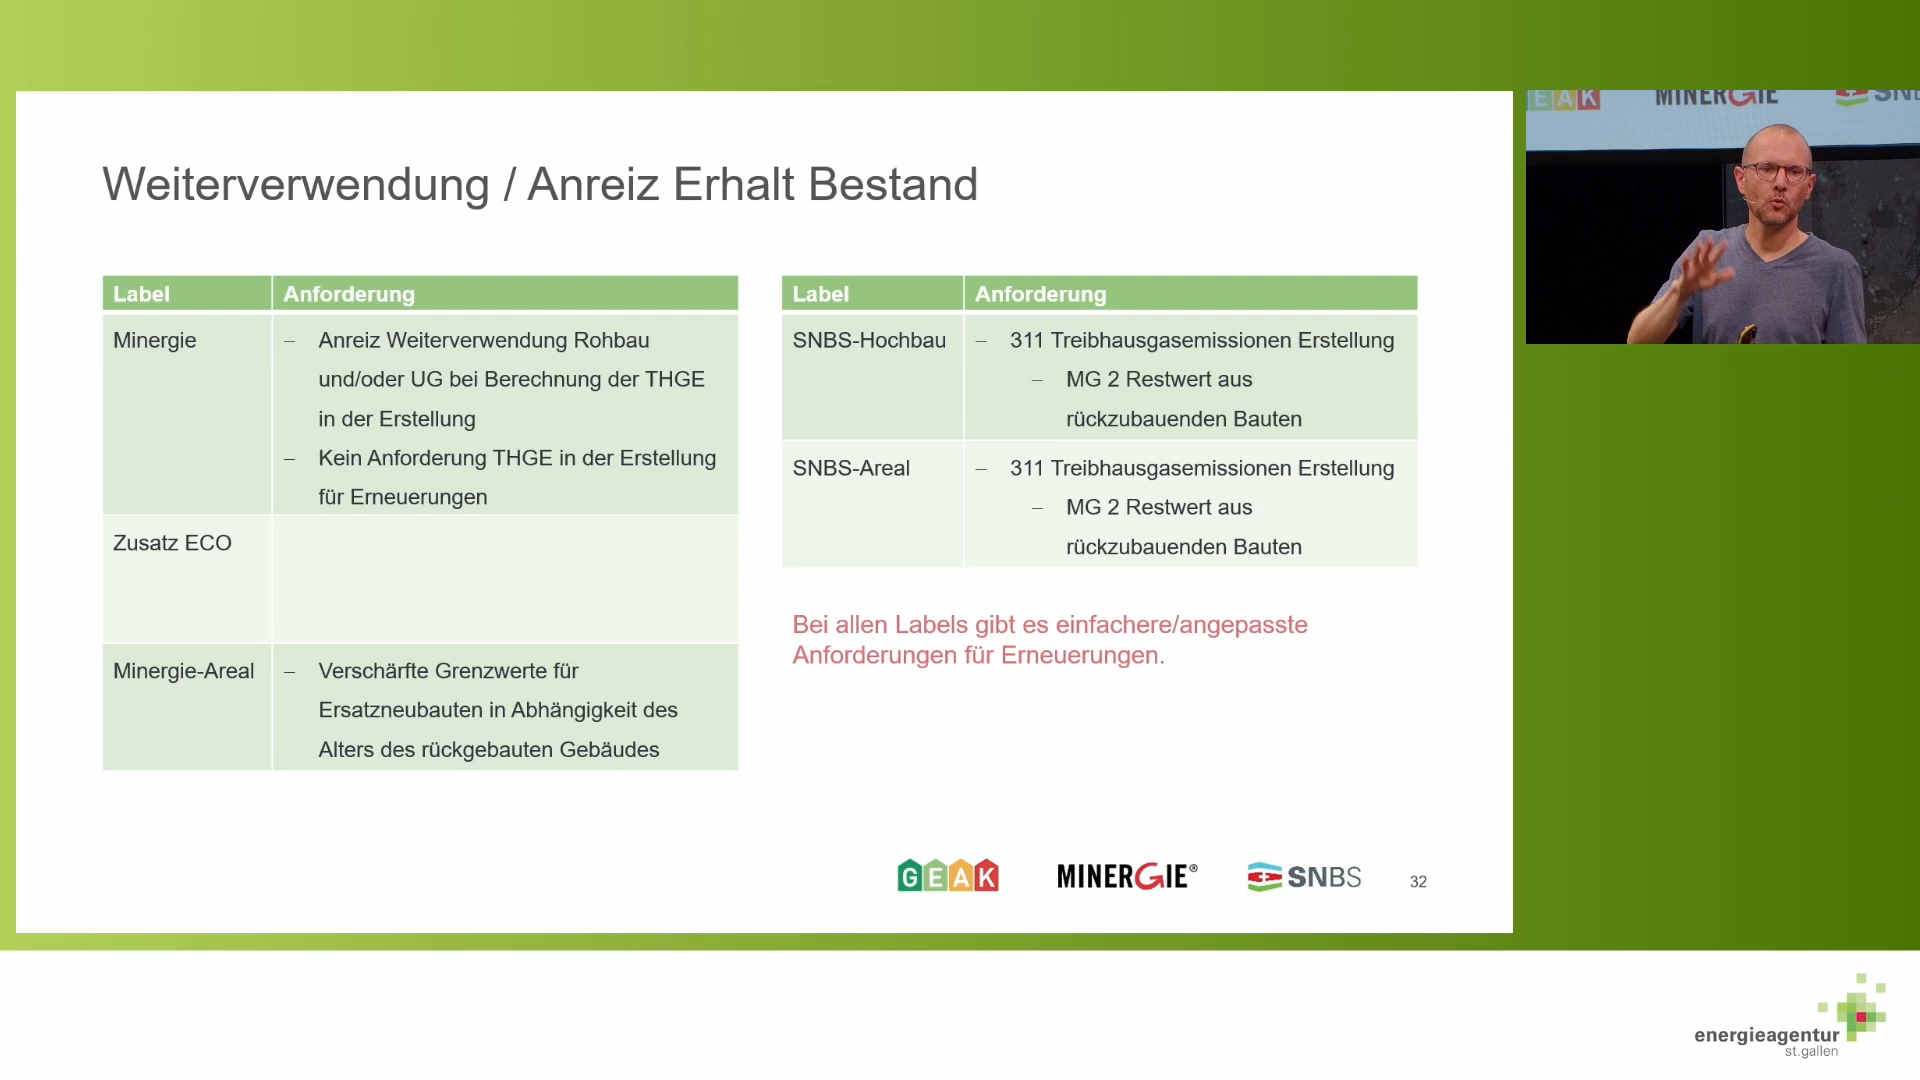 Weiterverwendung / Anreiz Erhalt Bestand
Label
Anforderung
Minergie
– Anreiz Weiterverwendung Rohbau
und/oder UG bei Berechnung der THGE
in der Erstellung
– Kein Anforderung THGE in der Erstellung
für Erneuerungen
Zusatz ECO
Minergie-Areal
– Verschärfte Grenzwerte für
Ersatzneubauten in Abhängigkeit des
Alters des rückgebauten Gebäudes
Label
Anforderung
SNBS-Hochbau
– 311 Treibhausgasemissionen Erstellung
– MG 2 Restwert aus
rückzubauenden Bauten
SNBS-Areal
– 311 Treibhausgasemissionen Erstellung
– MG 2 Restwert aus
rückzubauenden Bauten
Bei allen Labels gibt es einfachere/angepasste
Anforderungen für Erneuerungen.
GEAK
MINERGIE®
SNBS
32
EAK
MINERGIE
energieagentur
st.gallen